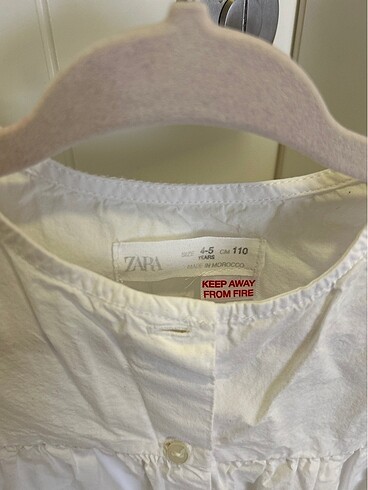 ZARA
SIZE 4-5 CM 110
YEARS
MADE IN MOROCCO
KEEP AWAY
FROM FIRE